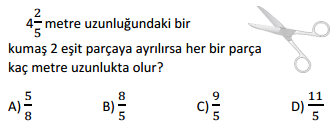 4 2/5 metre uzunluğundaki bir
kumaş 2 eşit parçaya ayrılırsa her bir parça
kaç metre uzunlukta olur?
A) 5/8 B) 8/5 C) 9/5 D) 11/5